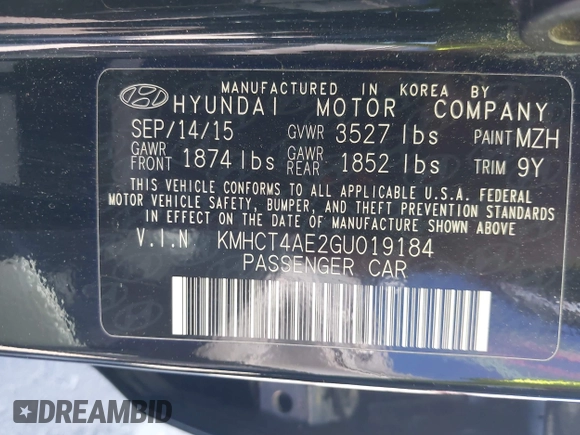 MANUFACTURED IN KOREA BY
HYUNDAI MOTOR COMPANY
SEP/14/15 GVWR 3527 lbs PAINT MZH
GAWR FRONT 1874 lbs GAWR REAR 1852 lbs TRIM 9Y
THIS VEHICLE CONFORMS TO ALL APPLICABLE U.S.A. FEDERAL
MOTOR VEHICLE SAFETY, BUMPER, AND THEFT PREVENTION STANDARDS
IN EFFECT ON THE DATE OF MANUFACTURE SHOWN ABOVE
V.I.N KMHCT4AE2GU019184
PASSENGER CAR
DREAMBID